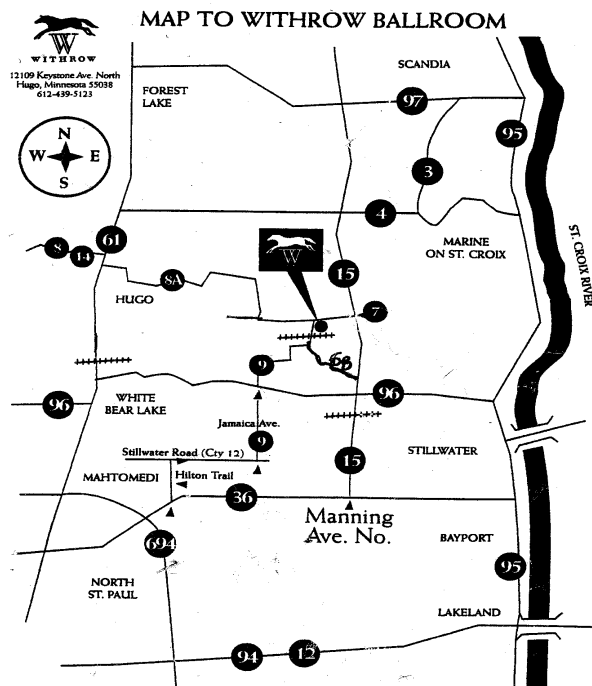 MAP TO WITHROW BALLROOM
W
WITHROW
12109 Keystone Ave. North
Hugo, Minnesota 55038
612-439-5123
N
W E
S
FOREST
LAKE
SCANDIA
97
95
3
4
61
8
14
8A
HUGO
W
15
7
MARINE
ON ST. CROIX
ST. CROIX RIVER
9
68
96
WHITE
BEAR LAKE
96
Jamaica Ave.
9
Stillwater Road (Cty 12)
STILLWATER
MAHTOMEDI
Hilton Trail
15
36
Manning
Ave. No.
694
BAYPORT
95
NORTH
ST. PAUL
LAKELAND
94
12